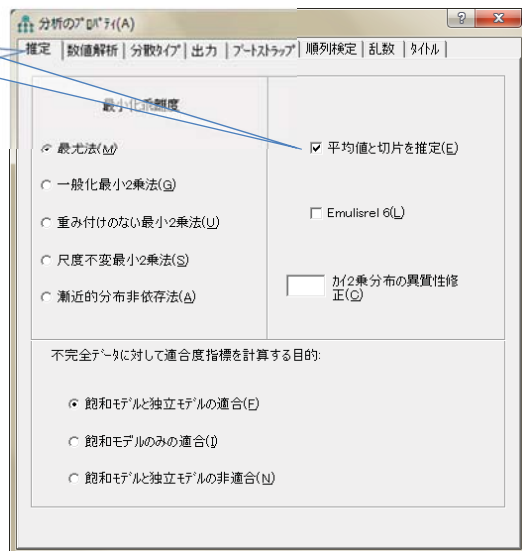 分析のﾌﾟﾛﾊﾟﾃｨ(A)
推定 数値解析 分散ﾀｲﾌﾟ 出力 ﾌﾞｰﾄｽﾄﾗｯﾌﾟ 順列検定 乱数 ﾀｲﾄﾙ
最小化乖離度
最尤法(M)
平均値と切片を推定(E)
一般化最小2乗法(G)
重み付けのない最小2乗法(U)
Emulisrel 6(L)
尺度不変最小2乗法(S)
漸近的分布非依存法(A)
ｶｲ2乗分布の異質性修
正(C)
不完全ﾃﾞｰﾀに対して適合度指標を計算する目的:
飽和ﾓﾃﾞﾙと独立ﾓﾃﾞﾙの適合(F)
飽和ﾓﾃﾞﾙのみの適合(I)
飽和ﾓﾃﾞﾙと独立ﾓﾃﾞﾙの非適合(N)